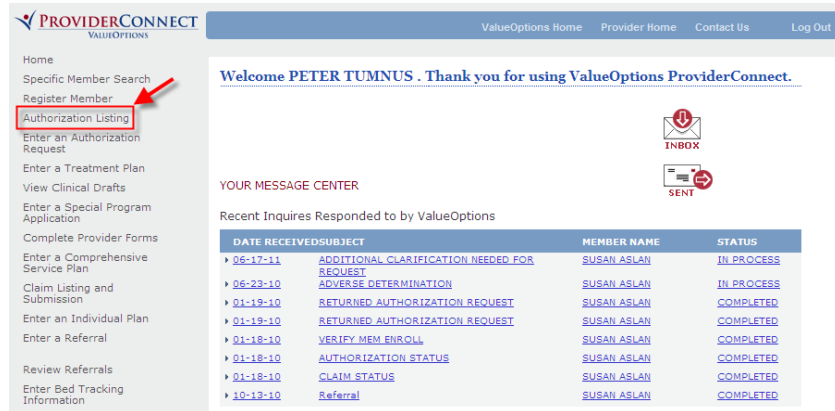 PROVIDERCONNECT
VALUEOPTIONS
ValueOptions Home Provider Home Contact Us Log Out
Home
Specific Member Search
Register Member
Authorization Listing
Enter an Authorization
Request
Enter a Treatment Plan
View Clinical Drafts
Enter a Special Program
Application
Complete Provider Forms
Enter a Comprehensive
Service Plan
Claim Listing and
Submission
Enter an Individual Plan
Enter a Referral
Review Referrals
Enter Bed Tracking
Information
Welcome PETER TUMNUS . Thank you for using ValueOptions ProviderConnect.
INBOX
SENT
YOUR MESSAGE CENTER
Recent Inquires Responded to by ValueOptions
DATE RECEIVEDSUBJECT MEMBER NAME STATUS
06-17-11 ADDITIONAL CLARIFICATION NEEDED FOR SUSAN ASLAN IN PROCESS
REQUEST
06-23-10 ADVERSE DETERMINATION SUSAN ASLAN IN PROCESS
01-19-10 RETURNED AUTHORIZATION REQUEST SUSAN ASLAN COMPLETED
01-19-10 RETURNED AUTHORIZATION REQUEST SUSAN ASLAN COMPLETED
01-18-10 VERIFY MEM ENROLL SUSAN ASLAN COMPLETED
01-18-10 AUTHORIZATION STATUS SUSAN ASLAN COMPLETED
01-18-10 CLAIM STATUS SUSAN ASLAN COMPLETED
10-13-10 Referral SUSAN ASLAN COMPLETED